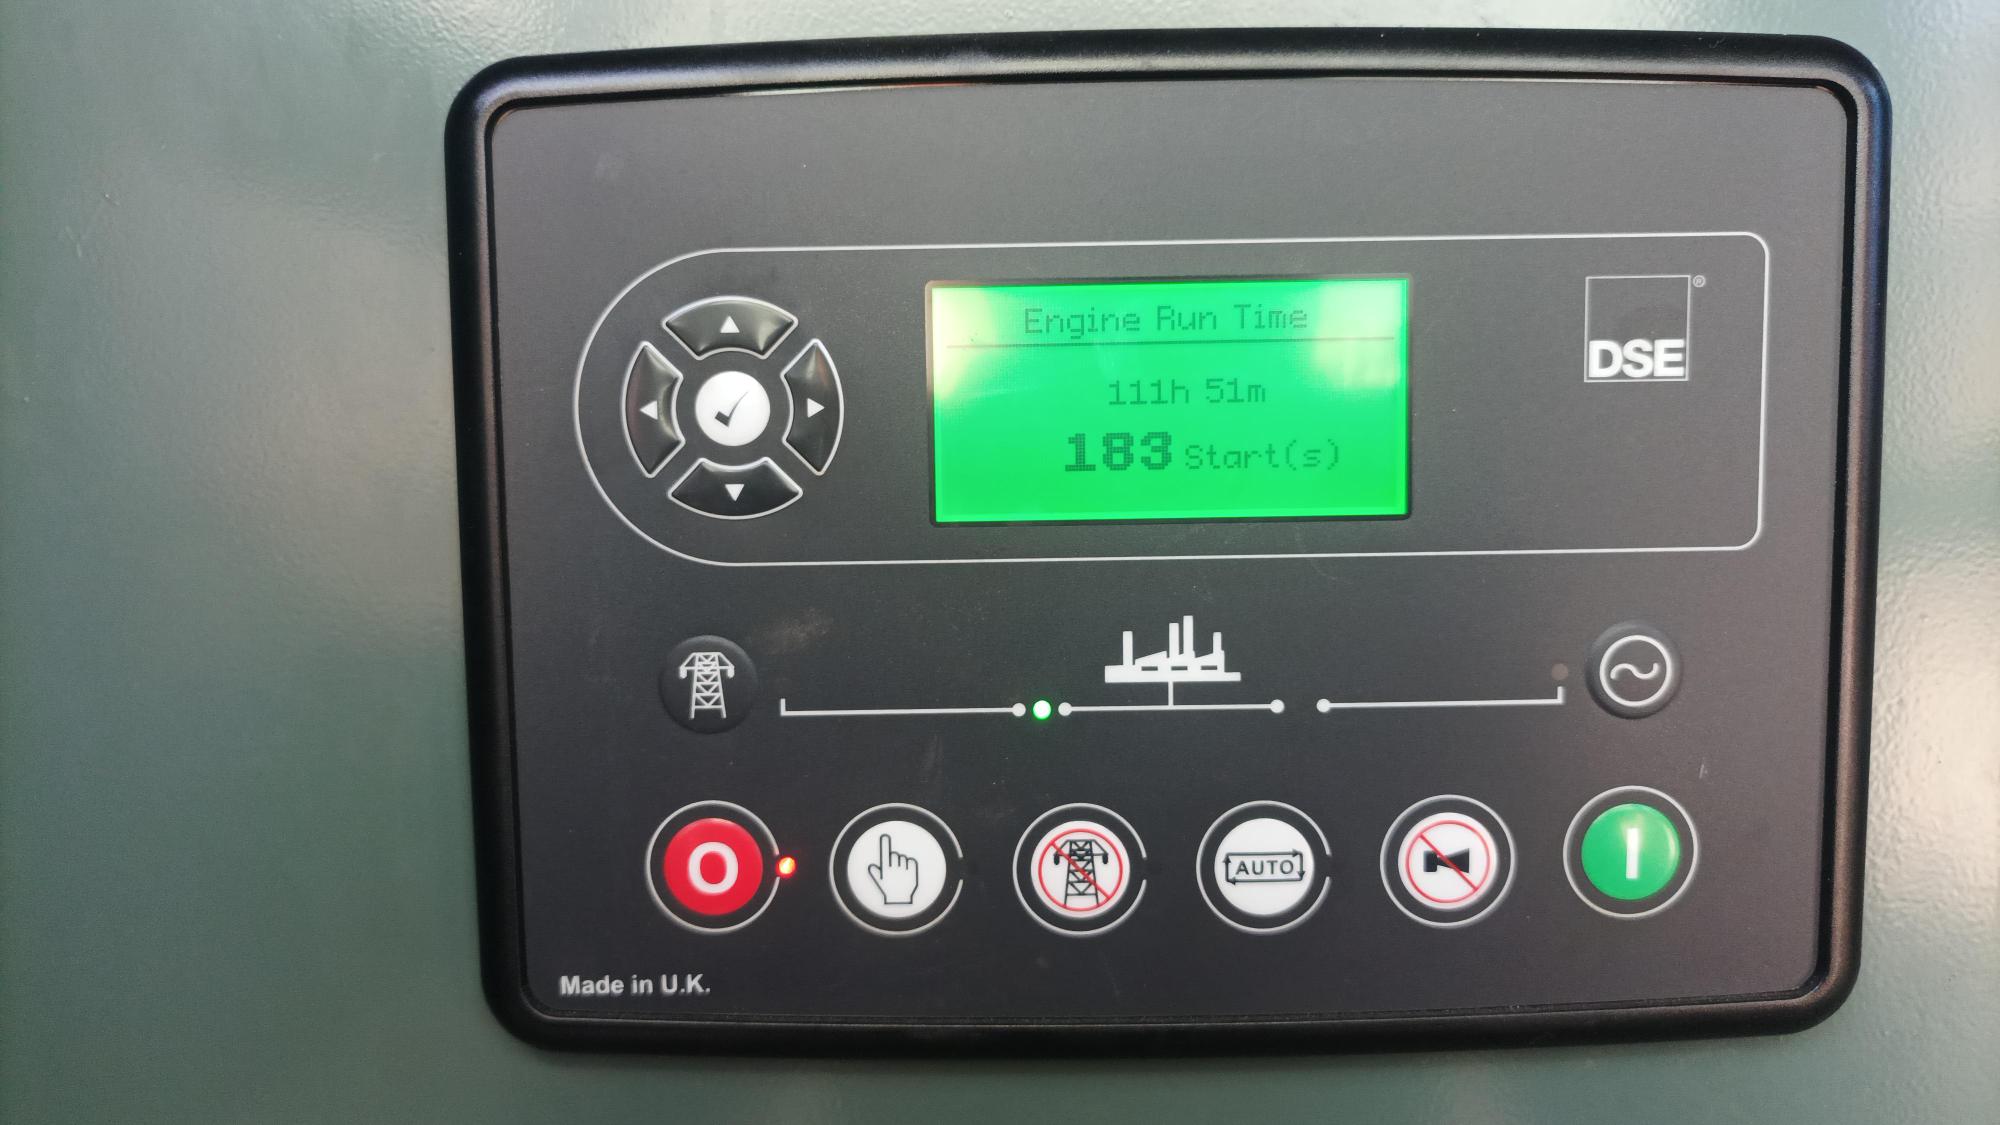 Engine Run Time
111h 51m
183 Start(s)
DSE®
O
AUTO
I
Made in U.K.